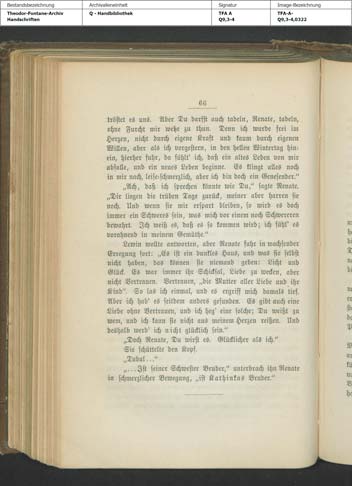 Bestandsbezeichnung
Theodor-Fontane-Archiv
Handschriften
Archivalieneinheit
Q - Handbibliothek
Signatur
TFA A
Q9,3-4
Image-Bezeichnung
TFA-A-
Q9,3-4,0322
66
tröstet es uns. Aber Du darfst auch tadeln, Renate, tadeln,
ohne Furcht mir wehe zu thun. Denn ich wurde frei im
Herzen, nicht durch eigene Kraft und kaum durch eigenen
Willen, aber als ich vorgestern, in den hellen Wintertag hin-
ein, hierher fuhr, da fühlt' ich, daß ein altes Leben von mir
abfalle, und ein neues Leben beginne. Es klingt alles noch
in mir nach, leise-schmerzlich, aber ich bin doch ein Genesender."
„Ach, daß ich sprechen könnte wie Du," sagte Renate.
„Dir liegen die trüben Tage zurück, meiner aber harren sie
noch. Und wenn sie mir erspart bleiben, so wird es doch
immer ein Schweres sein, was mich vor einem noch Schwereren
bewahrt. Ich weiß es, daß es so kommen wird; ich fühl' es
vorahnend in meinem Gemüthe."
Lewin wollte antworten, aber Renate fuhr in wachsender
Erregung fort: „Es ist ein dunkles Haus, und was sie selbst
nicht haben, das können sie niemand geben: Licht und
Glück. Es war immer ihr Schicksal, Liebe zu wecken, aber
nicht Vertrauen. Vertrauen, „die Mutter aller Liebe und ihr
Kind". So las ich einmal, und es ergriff mich damals tief.
Aber ich hab' es seitdem anders gefunden. Es gibt auch eine
Liebe ohne Vertrauen, und ich heg' eine solche; Du weißt zu
wem, und ich kann sie nicht aus meinem Herzen reißen. Und
deshalb werd' ich nicht glücklich sein."
„Doch Renate, Du wirst es. Glücklicher als ich."
Sie schüttelte den Kopf.
„Tubal..."
„...Ist seiner Schwester Bruder," unterbrach ihn Renate
in schmerzlicher Bewegung, „ist Kathinkas Bruder."